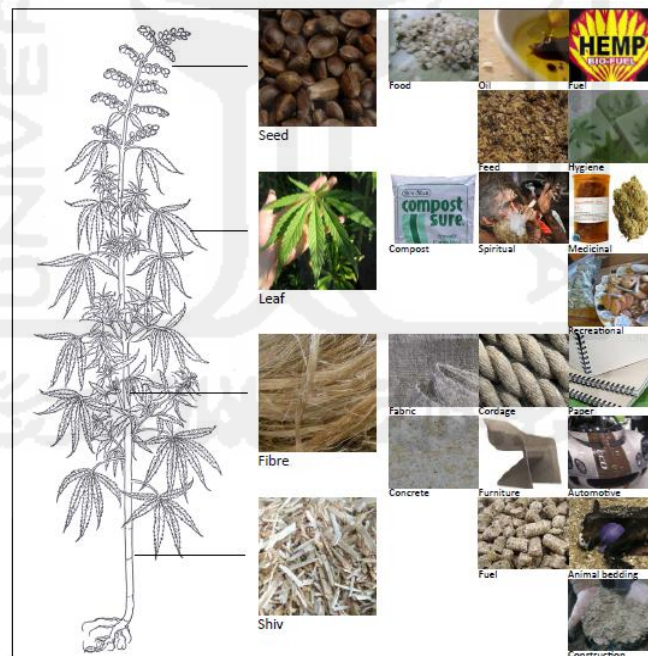 HEMP
BIO-FUEL
Food
Oil
Fuel
Seed
Feed
Hygiene
compost
sure
Compost
Spiritual
Medicinal
Leaf
Recreational
Fabric
Cordage
Paper
Fibre
Concrete
Furniture
Automotive
Fuel
Animal bedding
Shiv
Construction